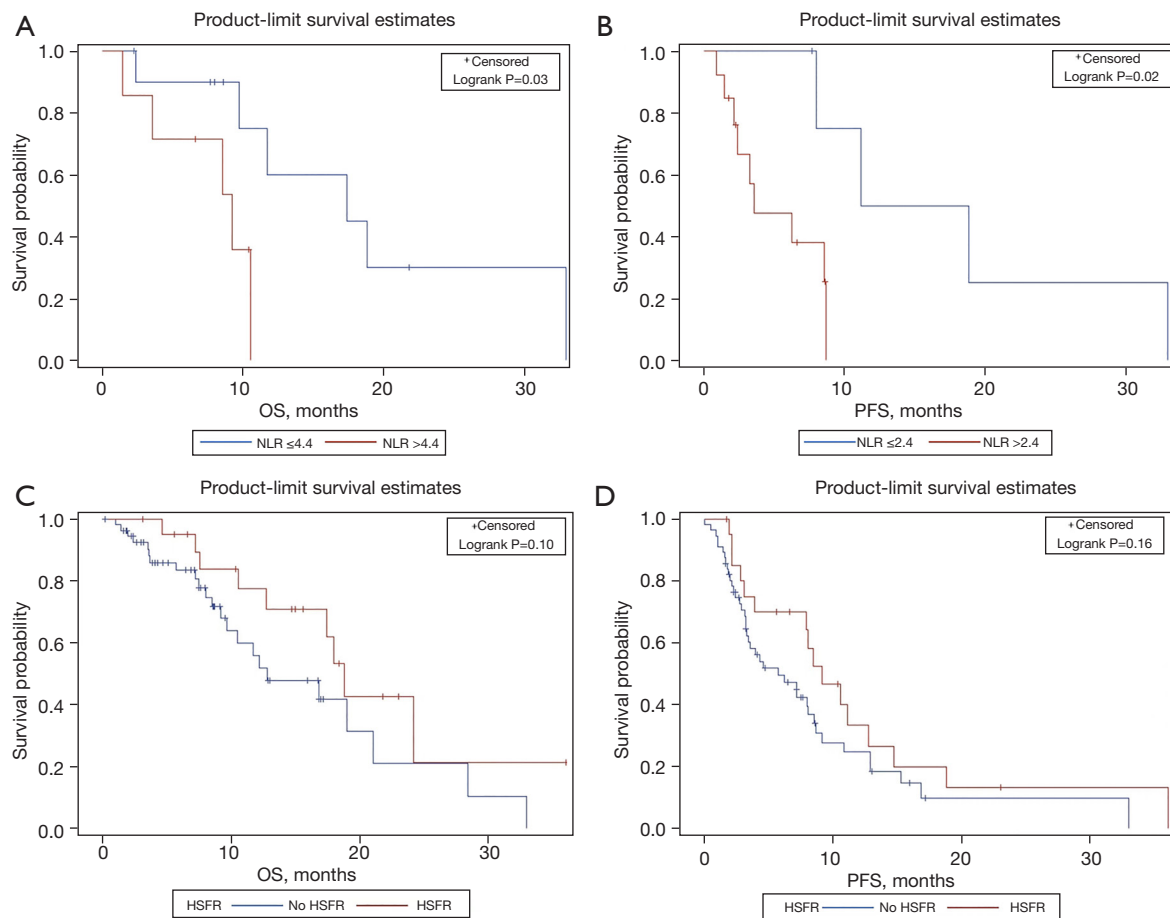 A
Product-limit survival estimates
+Censored
Logrank P=0.03
Survival probability
1.0
0.8
0.6
0.4
0.2
0.0
0 10 20 30
OS, months
NLR ≤4.4 NLR >4.4
B
Product-limit survival estimates
+Censored
Logrank P=0.02
Survival probability
1.0
0.8
0.6
0.4
0.2
0.0
0 10 20 30
PFS, months
NLR ≤2.4 NLR >2.4
C
Product-limit survival estimates
+Censored
Logrank P=0.10
Survival probability
1.0
0.8
0.6
0.4
0.2
0.0
0 10 20 30
OS, months
HSFR No HSFR HSFR
D
Product-limit survival estimates
+Censored
Logrank P=0.16
Survival probability
1.0
0.8
0.6
0.4
0.2
0.0
0 10 20 30
PFS, months
HSFR No HSFR HSFR